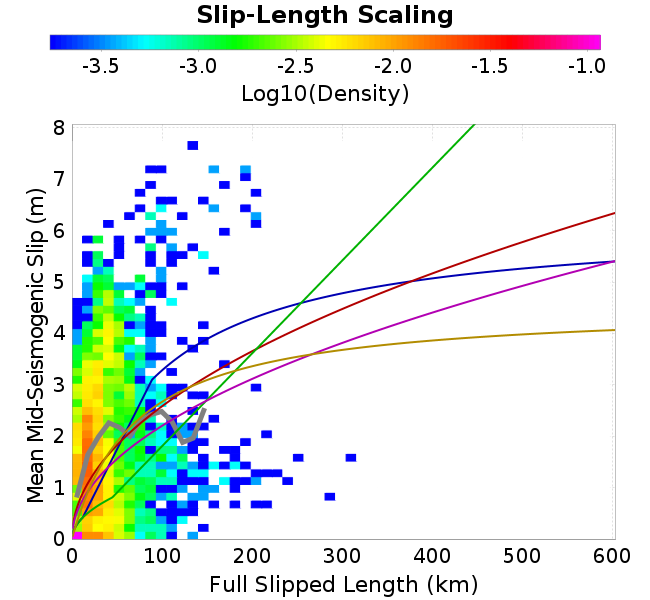 Slip-Length Scaling
-3.5 -3.0 -2.5 -2.0 -1.5 -1.0
Log10(Density)
8
7
6
5
4
3
2
1
0
Mean Mid-Seismogenic Slip (m)
0 100 200 300 400 500 600
Full Slipped Length (km)